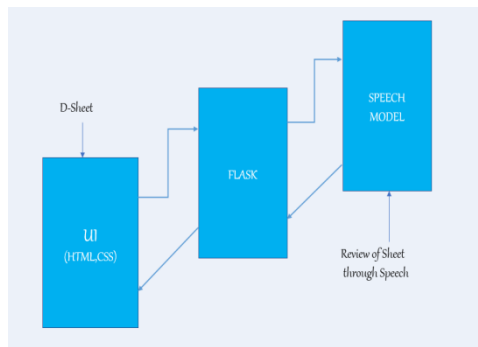 D-Sheet
UI
(HTML,CSS)
FLASK
SPEECH
MODEL
Review of Sheet
through Speech